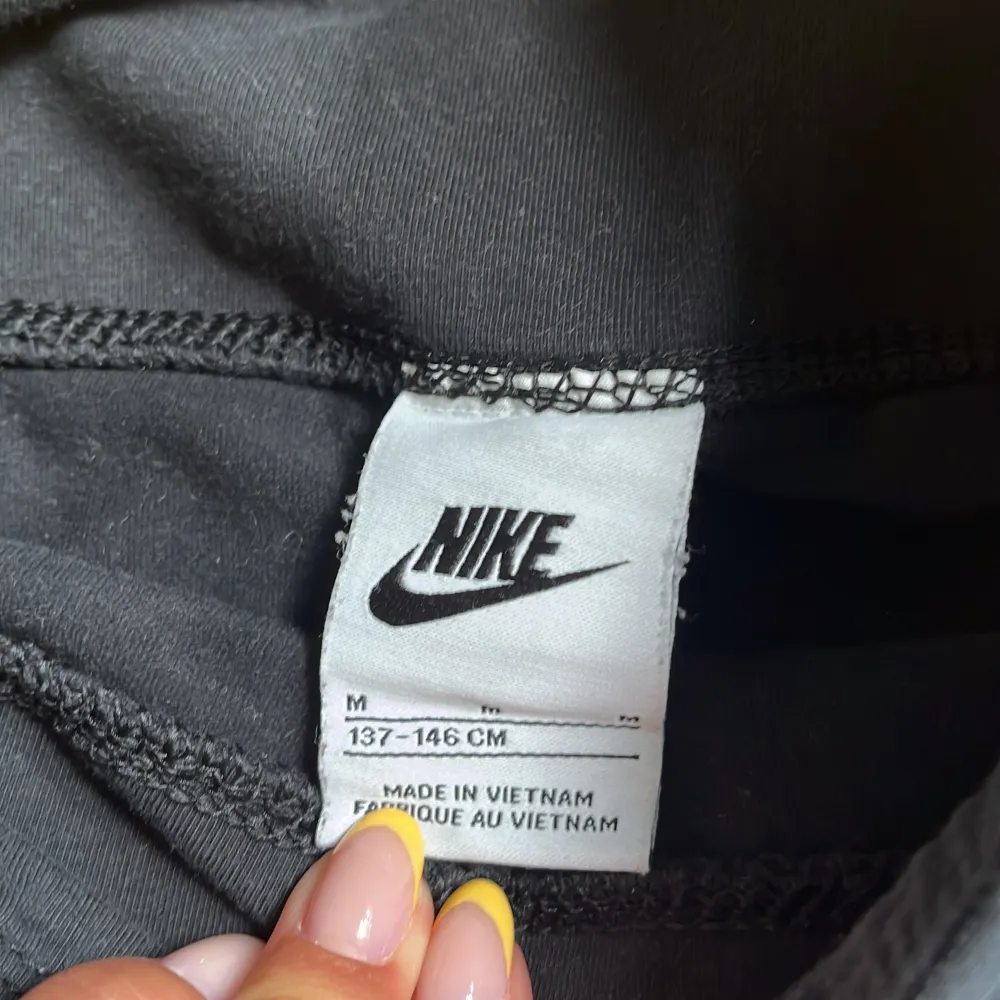 NIKE
M M M
137-146 CM
MADE IN VIETNAM
FABRIQUE AU VIETNAM